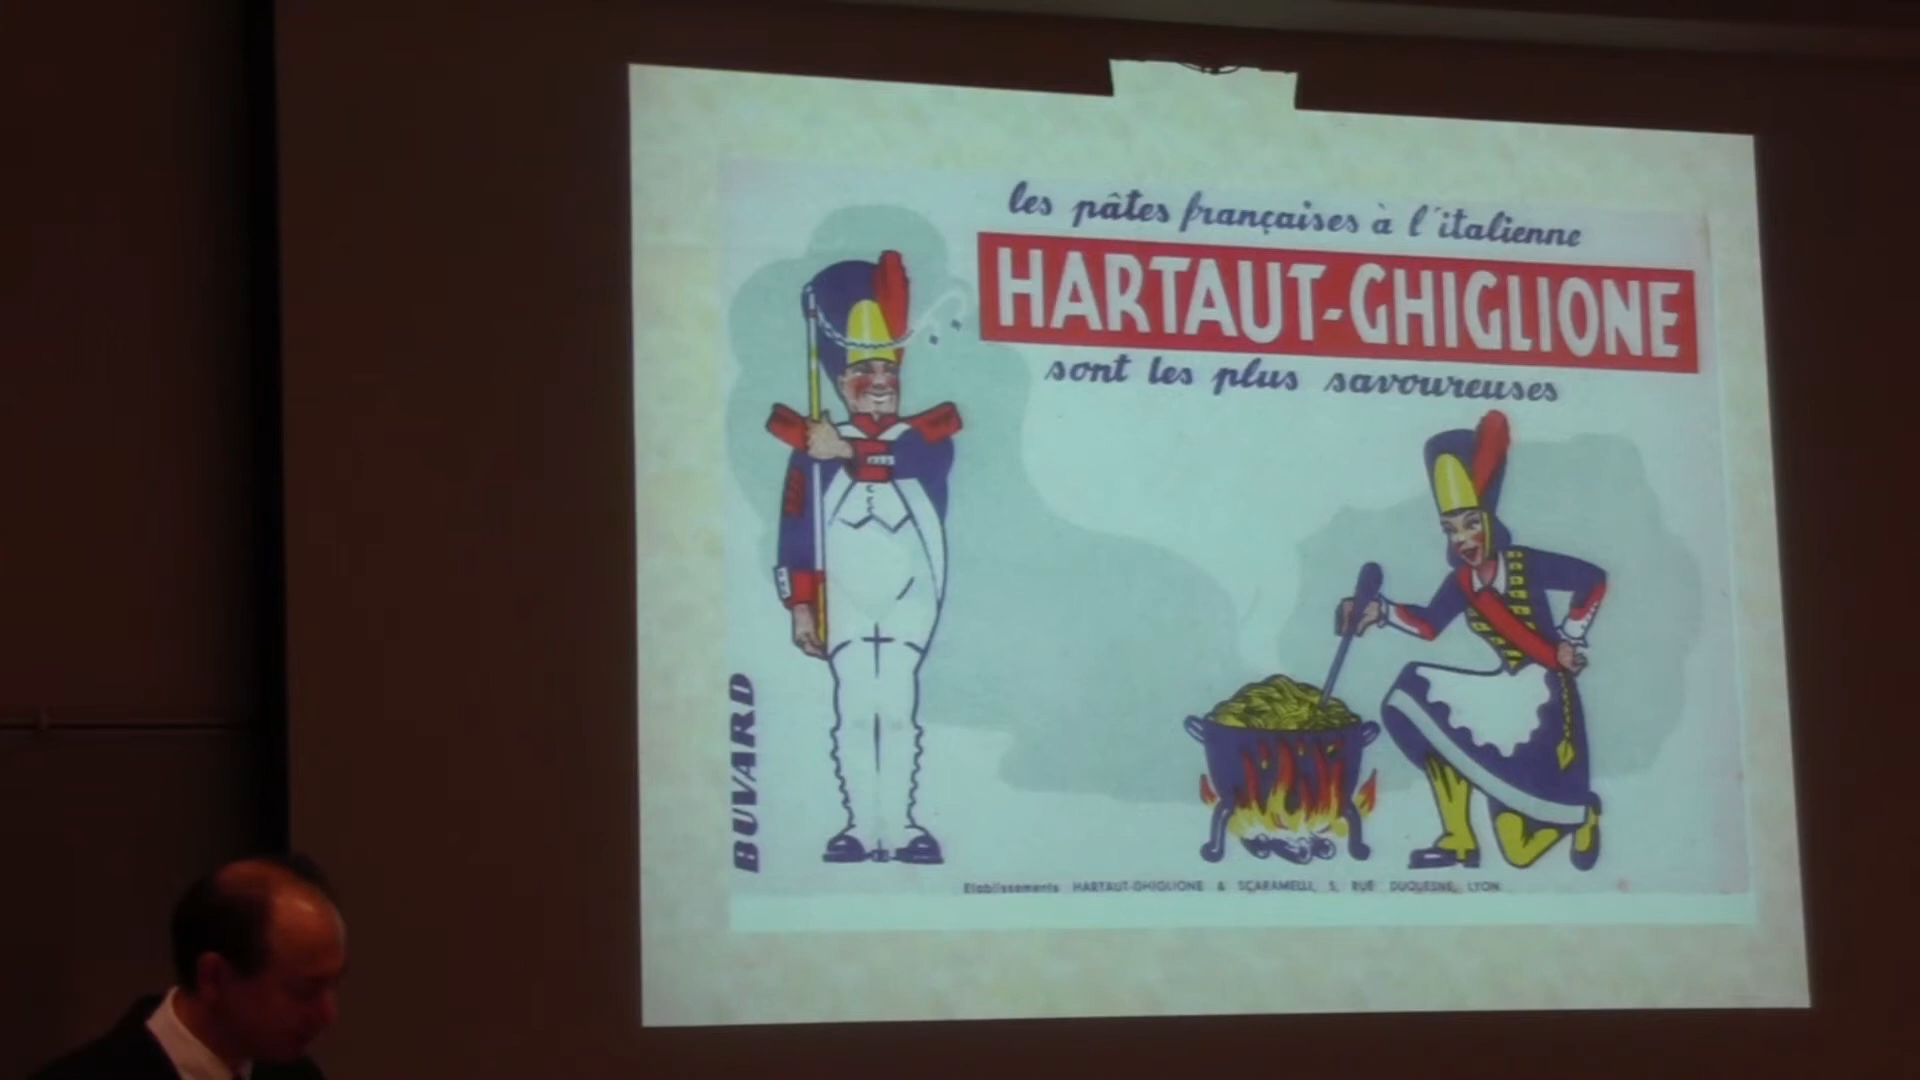 les pâtes françaises à l'italienne
HARTAUT-GHIGLIONE
sont les plus savoureuses
BUVARD
Etablissements HARTAUT-GHIGLIONE & SCARAMELLI, 5, RUE DUQUESNE, LYON